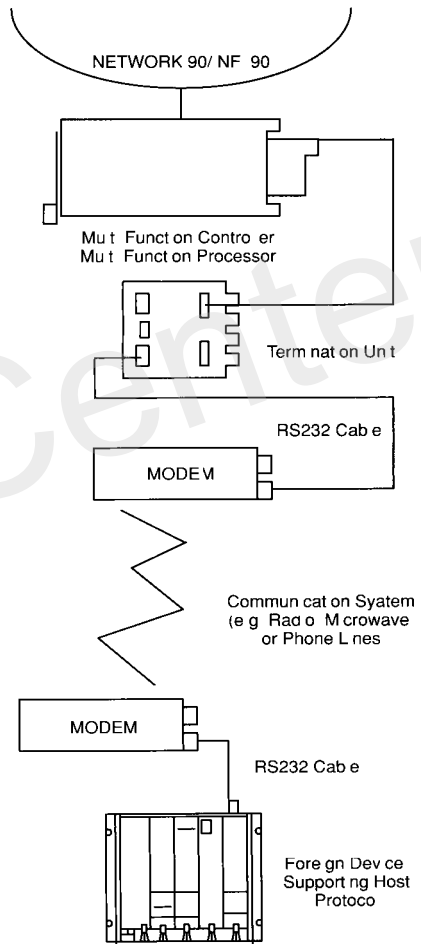 NETWORK 90/ NF 90
Mu t Funct on Contro er
Mu t Funct on Processor
Term nat on Un t
RS232 Cab e
MODEM
Commun cat on Syatem
(e g Rad o M crowave
or Phone L nes
MODEM
RS232 Cab e
Fore gn Dev ce
Support ng Host
Protoco
Center